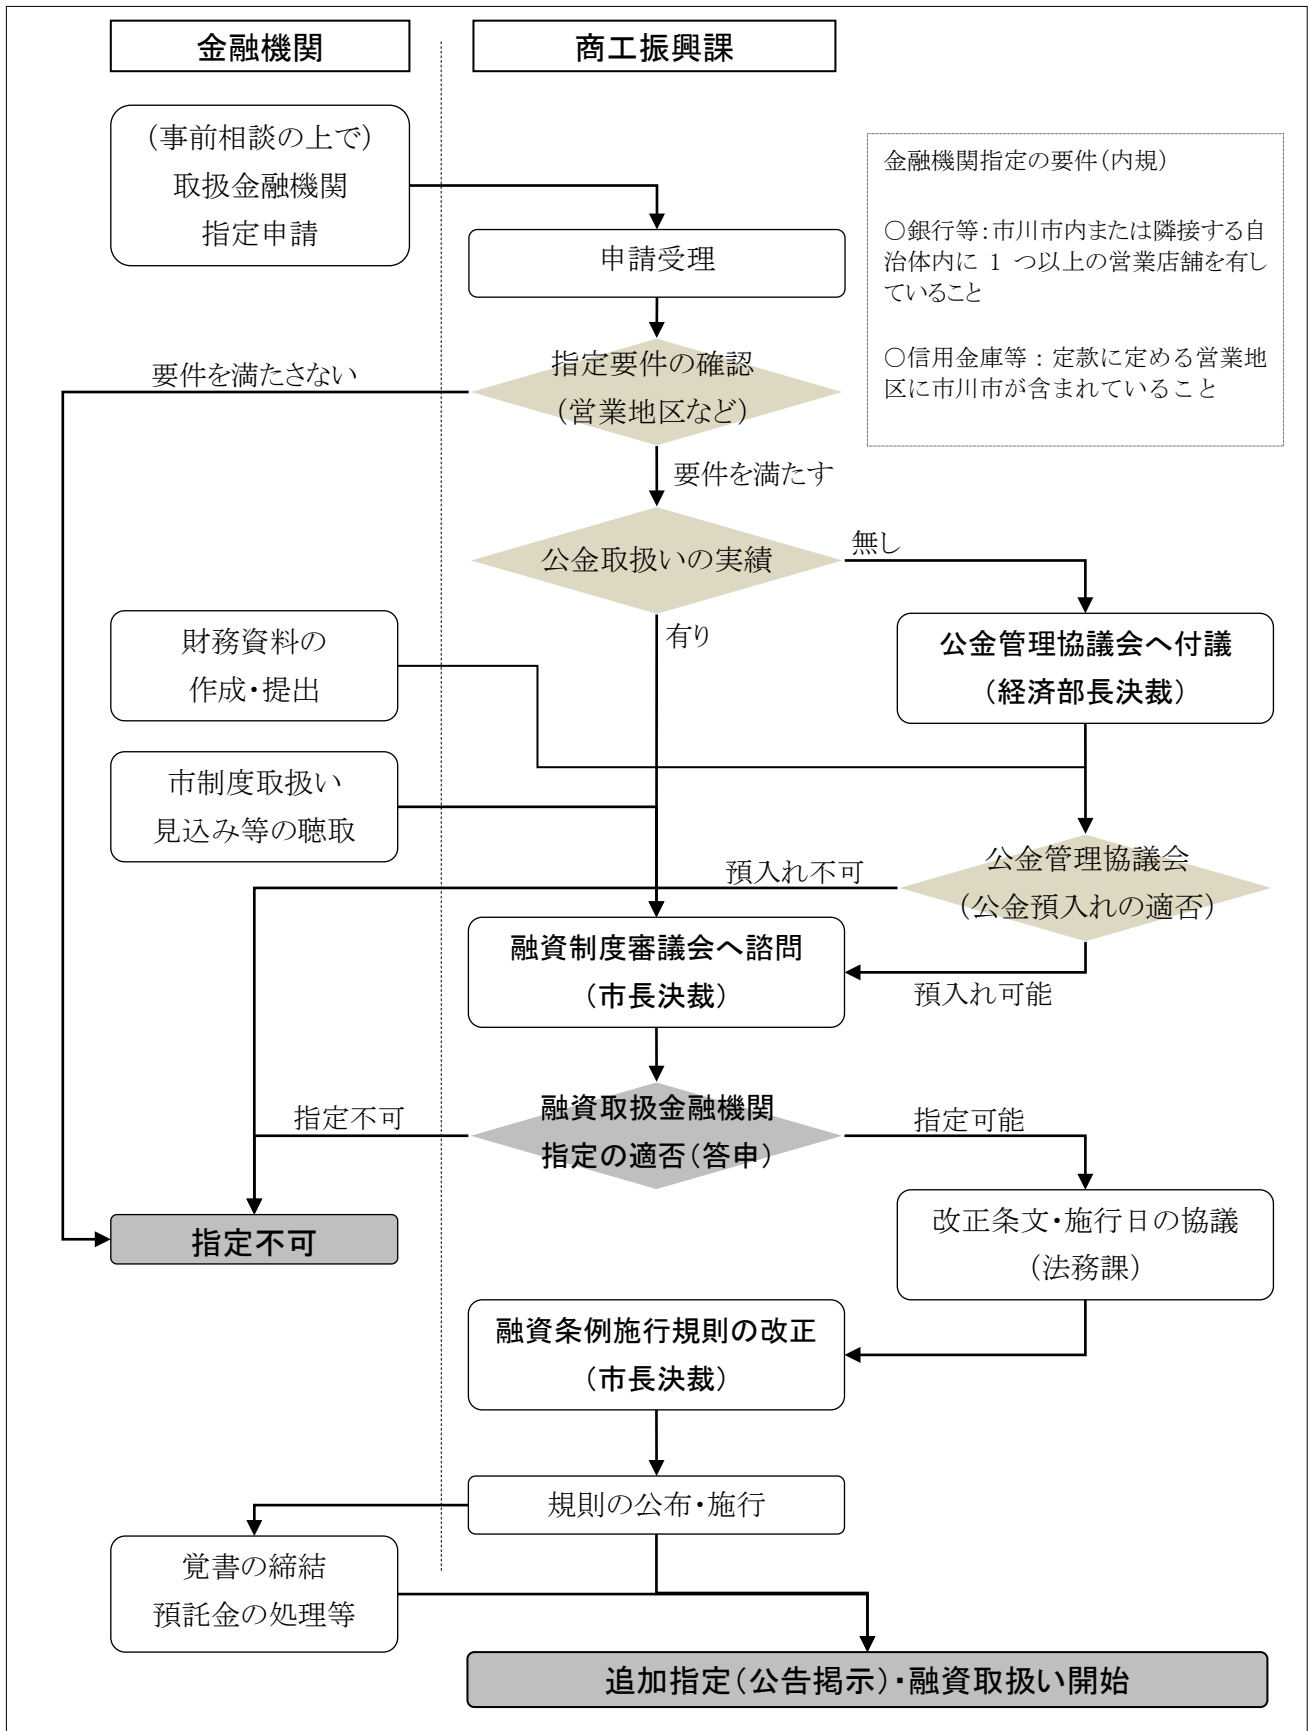 金融機関
商工振興課
（事前相談の上で）
取扱金融機関
指定申請
金融機関指定の要件（内規）
○銀行等：市川市内または隣接する自
治体内に 1 つ以上の営業店舗を有し
ていること
○信用金庫等：定款に定める営業地
区に市川市が含まれていること
申請受理
指定要件の確認
（営業地区など）
要件を満たさない
要件を満たす
公金取扱いの実績
無し
有り
財務資料の
作成・提出
公金管理協議会へ付議
（経済部長決裁）
市制度取扱い
見込み等の聴取
公金管理協議会
（公金預入れの適否）
預入れ不可
融資制度審議会へ諮問
（市長決裁）
預入れ可能
融資取扱金融機関
指定の適否（答申）
指定不可
指定可能
改正条文・施行日の協議
（法務課）
指定不可
融資条例施行規則の改正
（市長決裁）
規則の公布・施行
覚書の締結
預託金の処理等
追加指定（公告掲示）・融資取扱い開始